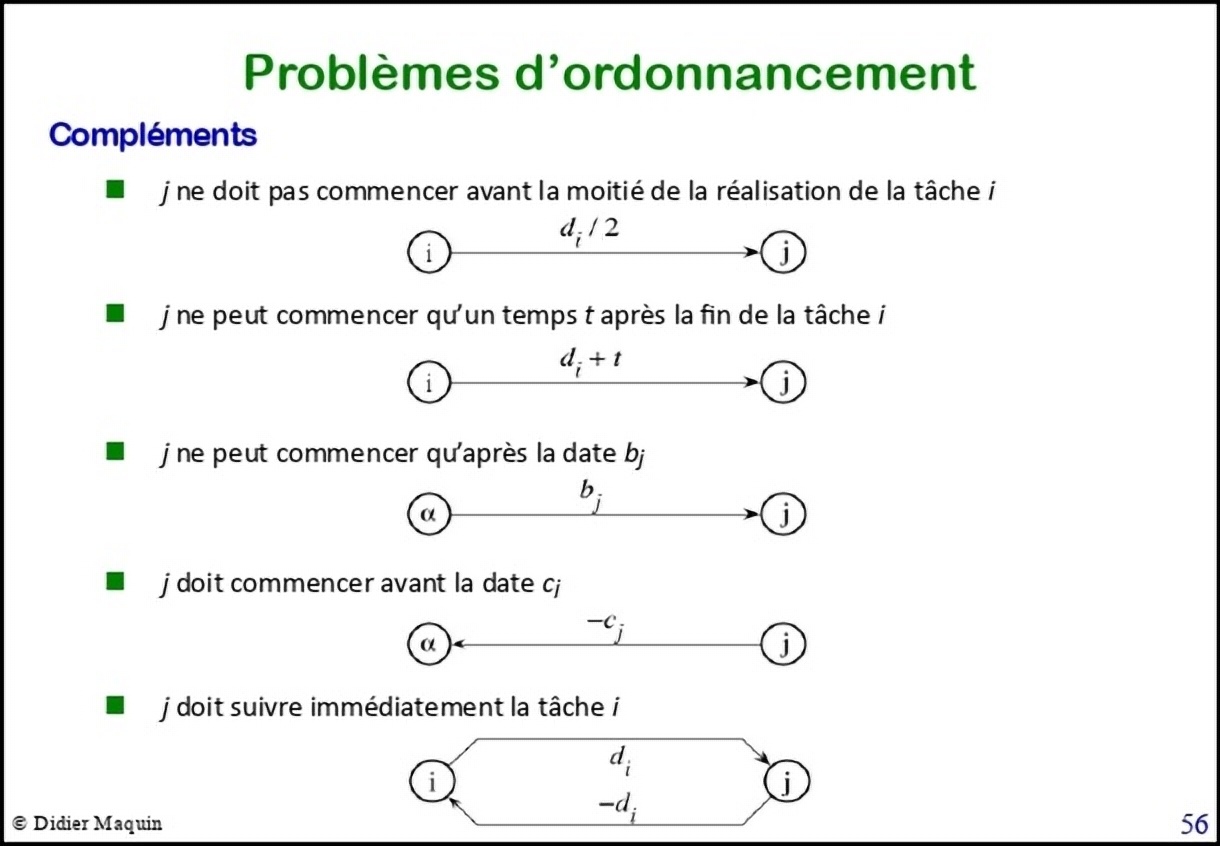 Problèmes d'ordonnancement
Compléments
j ne doit pas commencer avant la moitié de la réalisation de la tâche i
d_i / 2
i j
j ne peut commencer qu'un temps t après la fin de la tâche i
d_i + t
i j
j ne peut commencer qu'après la date b_j
b_j
α j
j doit commencer avant la date c_j
−c_j
α j
j doit suivre immédiatement la tâche i
d_i
i j
−d_i
© Didier Maquin 56